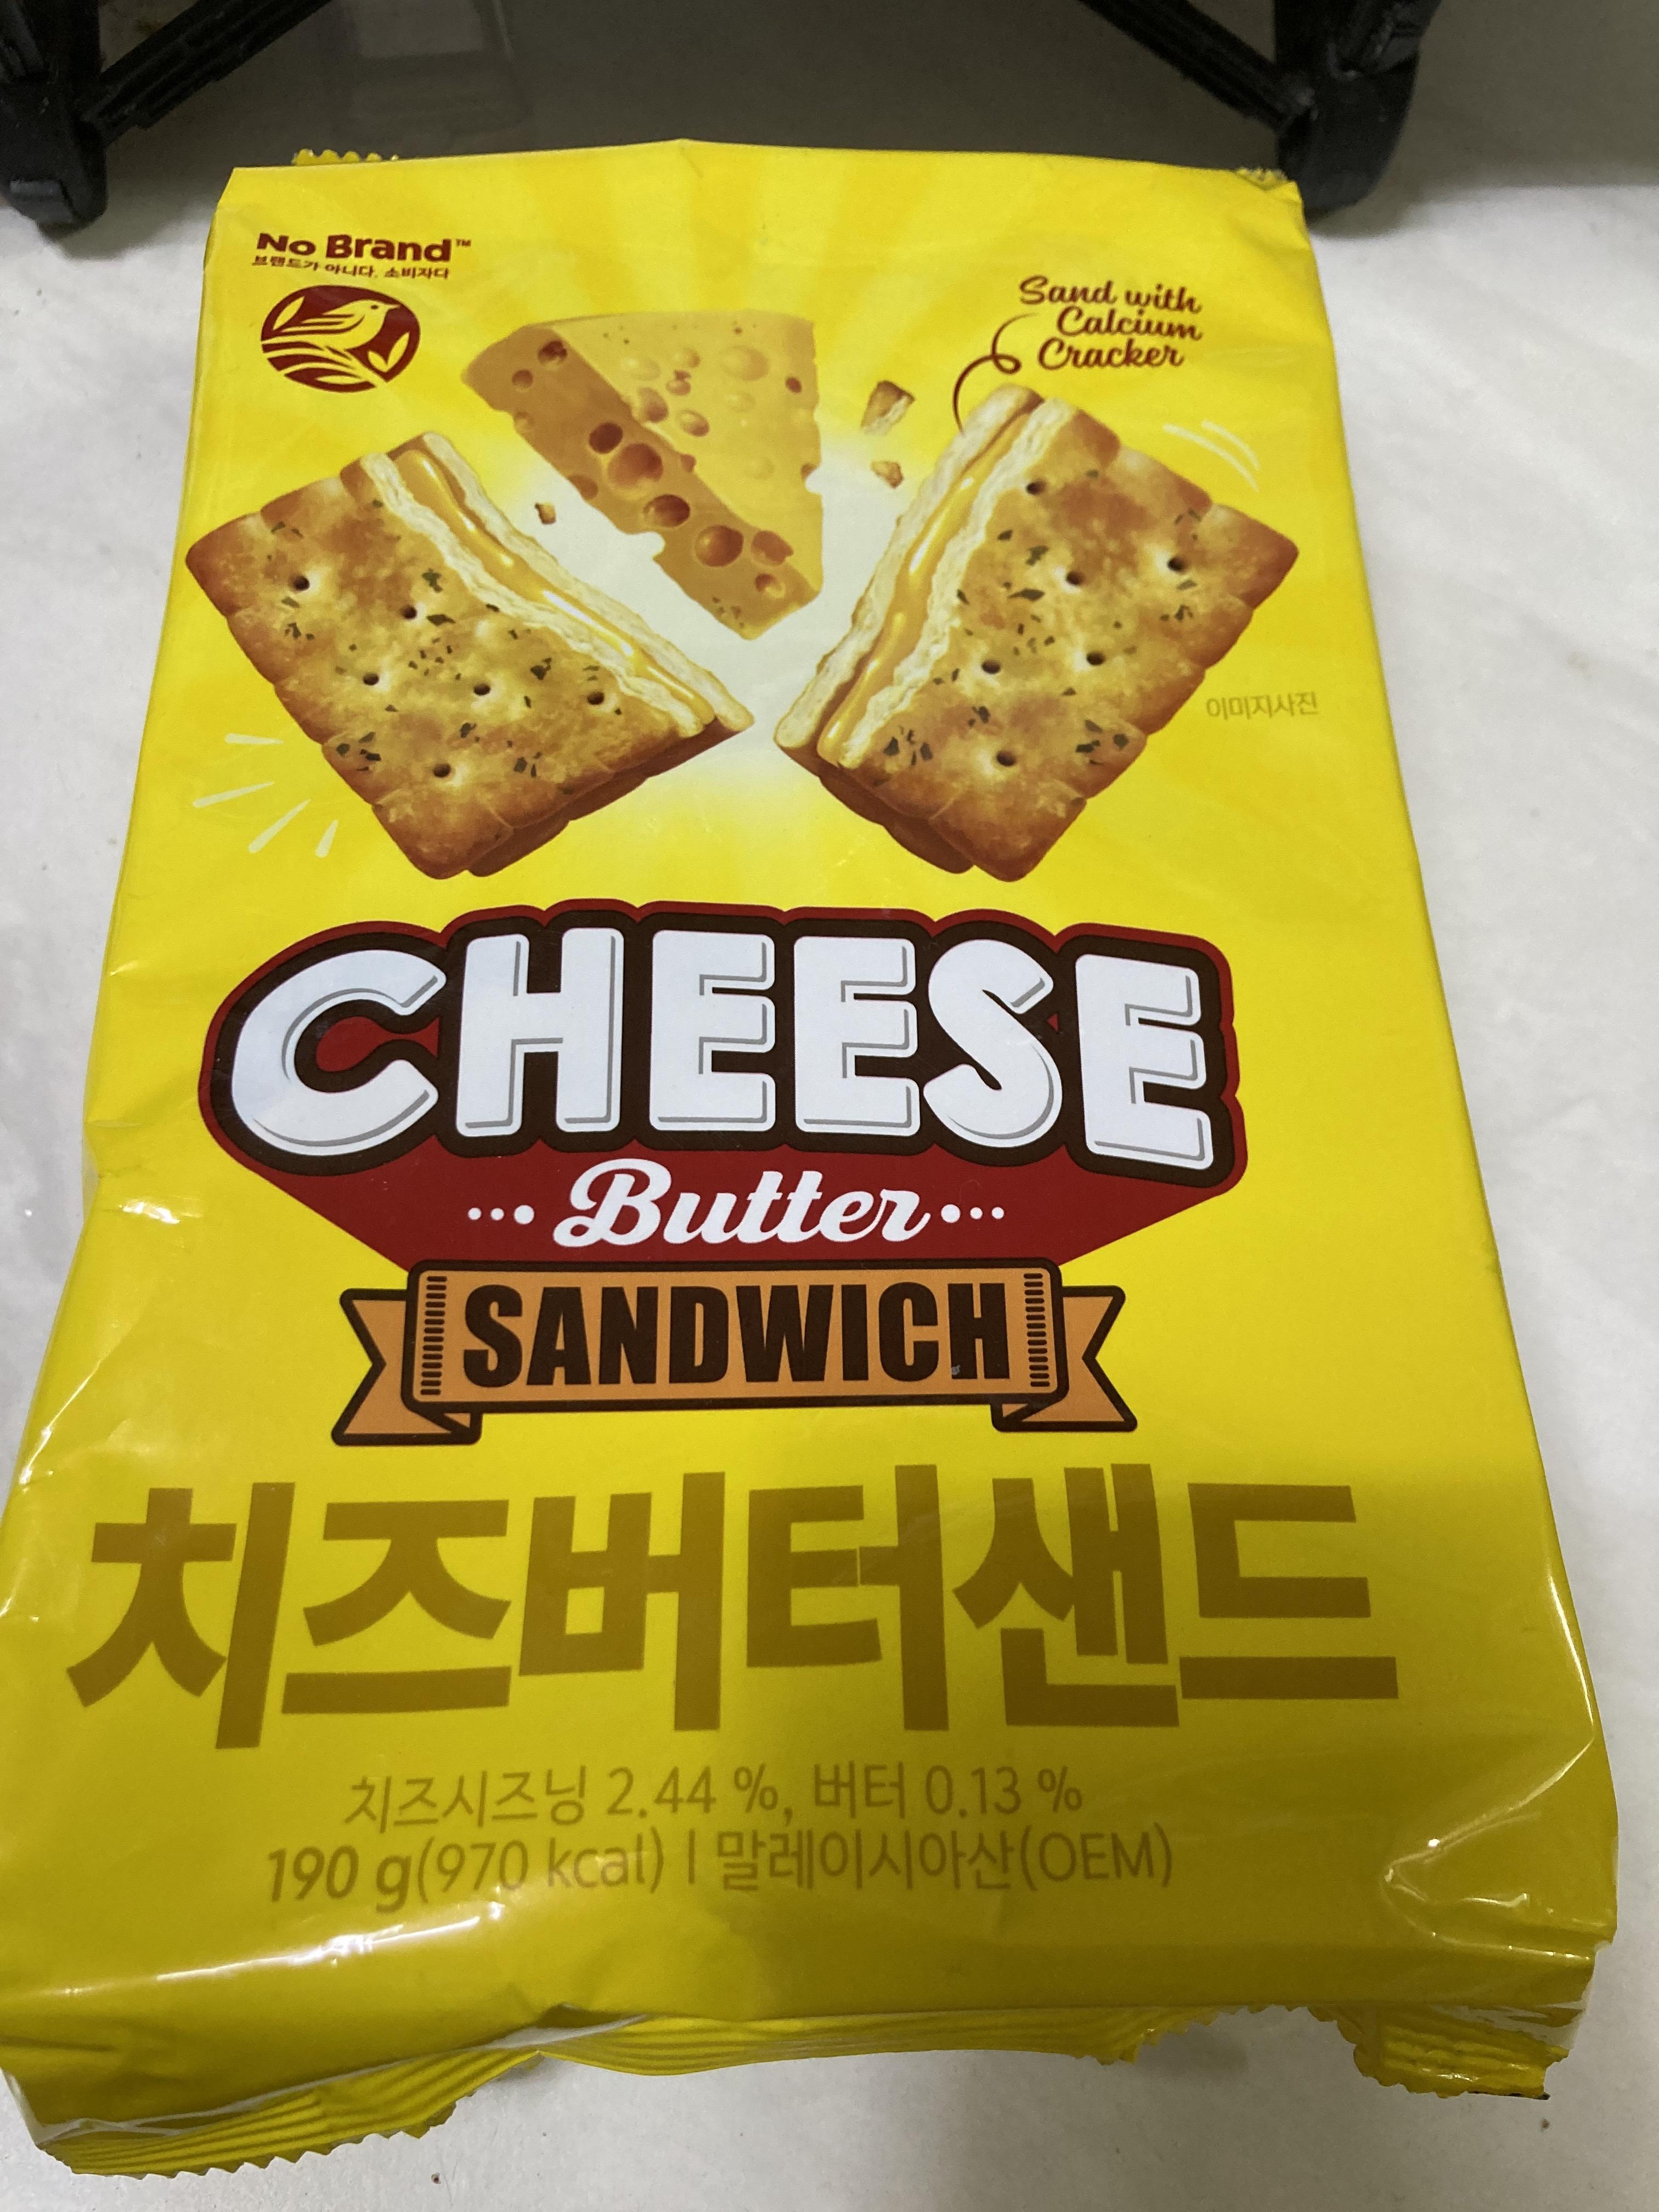 No Brand™
브랜드가 아니다. 소비자다
Sand with
Calcium
Cracker
이미지사진
CHEESE
... Butter ...
SANDWICH
치즈버터샌드
치즈시즈닝 2.44 %, 버터 0.13 %
190 g(970 kcal) | 말레이시아산(OEM)